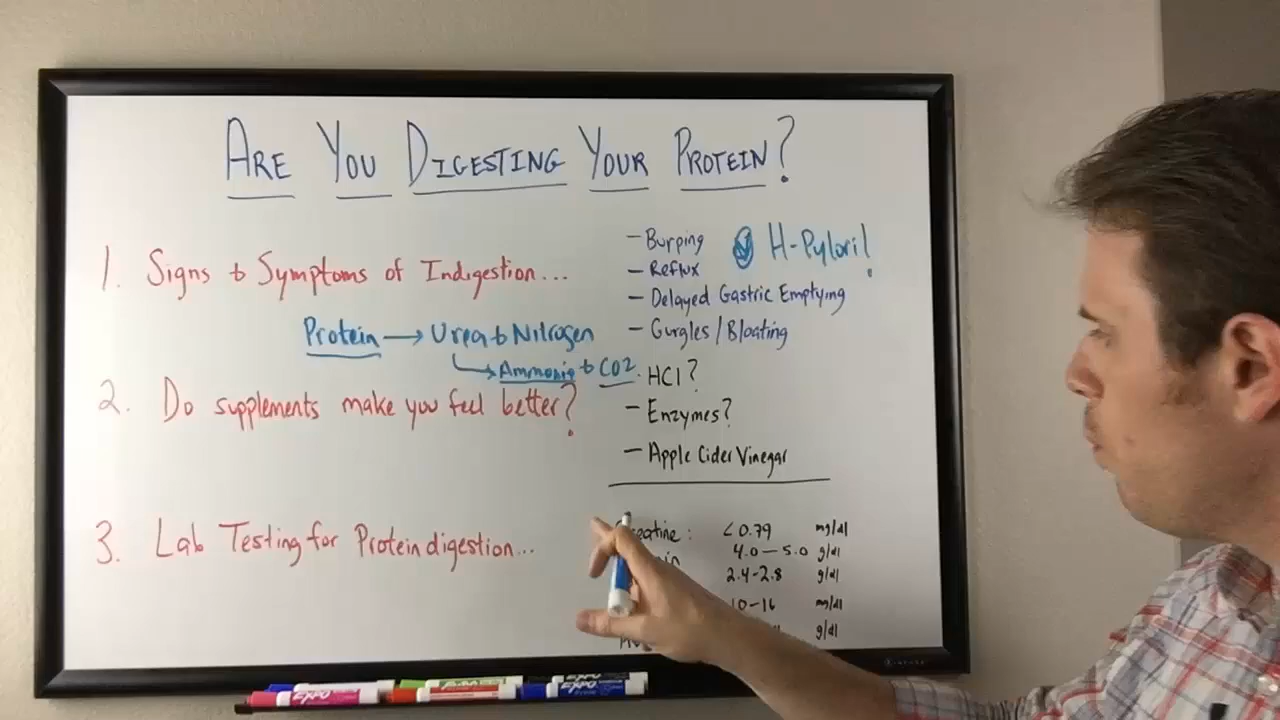 ARE YOU DIGESTING YOUR PROTEIN?
1. Signs & Symptoms of Indigestion...
- Burping
H-Pylori!
- Reflux
- Delayed Gastric Emptying
- Gurgles/Bloating
Protein → Urea & Nitrogen
→ Ammonia & CO2
2. Do supplements make you feel better?
HCl?
- Enzymes?
- Apple Cider Vinegar
3. Lab Testing for Protein digestion...
<0.79 mg/dl
4.0-5.0 g/dl
2.4-2.8 g/dl
10-16 mg/dl
g/dl
EXPO
EXPO